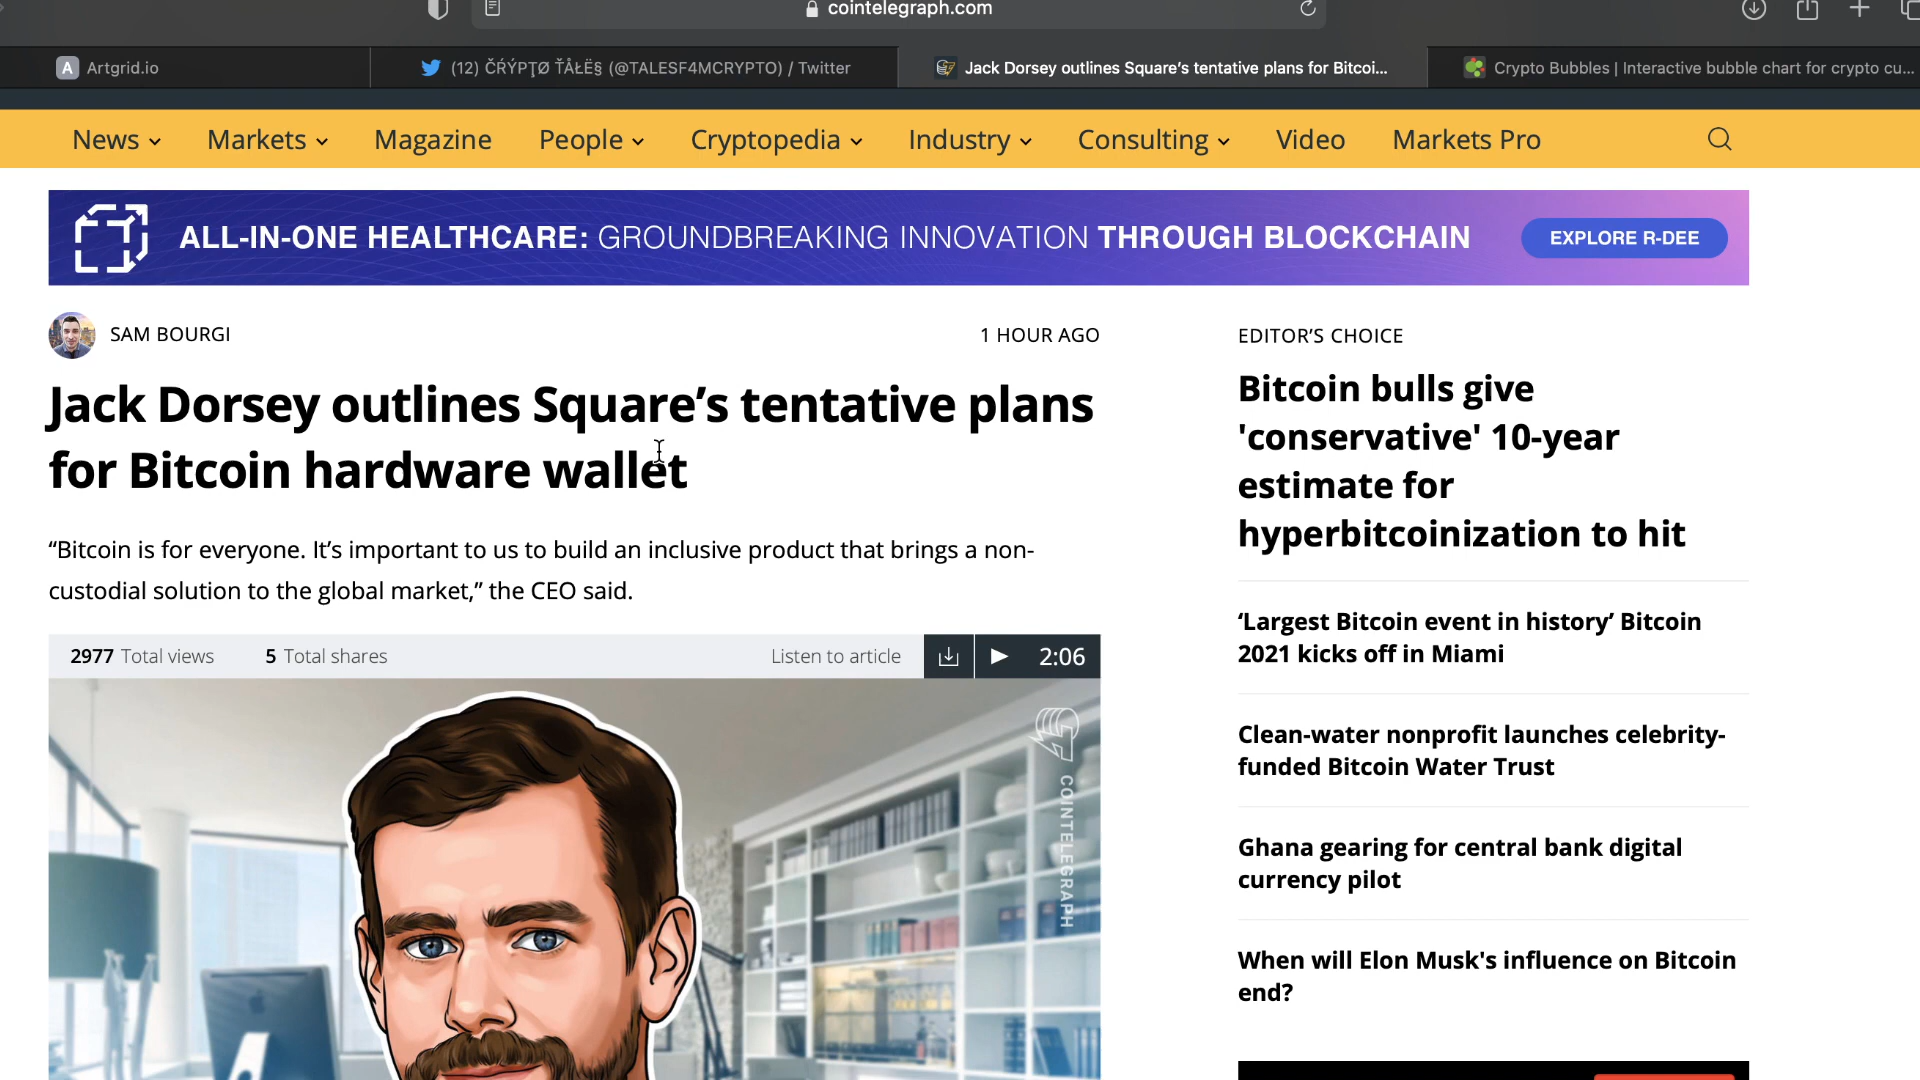 cointelegraph.com
A Artgrid.io
(12) ČŔÝPŢØ ŤÅŁËŞ (@TALESF4MCRYPTO) / Twitter
Jack Dorsey outlines Square's tentative plans for Bitcoi...
Crypto Bubbles | Interactive bubble chart for crypto cu...
News Markets Magazine People Cryptopedia Industry Consulting Video Markets Pro
ALL-IN-ONE HEALTHCARE: GROUNDBREAKING INNOVATION THROUGH BLOCKCHAIN
EXPLORE R-DEE
SAM BOURGI
1 HOUR AGO
Jack Dorsey outlines Square’s tentative plans
for Bitcoin hardware wallet
“Bitcoin is for everyone. It’s important to us to build an inclusive product that brings a non-
custodial solution to the global market,” the CEO said.
2977 Total views 5 Total shares Listen to article 2:06
COINTELEGRAPH
EDITOR’S CHOICE
Bitcoin bulls give
'conservative' 10-year
estimate for
hyperbitcoinization to hit
‘Largest Bitcoin event in history’ Bitcoin
2021 kicks off in Miami
Clean-water nonprofit launches celebrity-
funded Bitcoin Water Trust
Ghana gearing for central bank digital
currency pilot
When will Elon Musk's influence on Bitcoin
end?